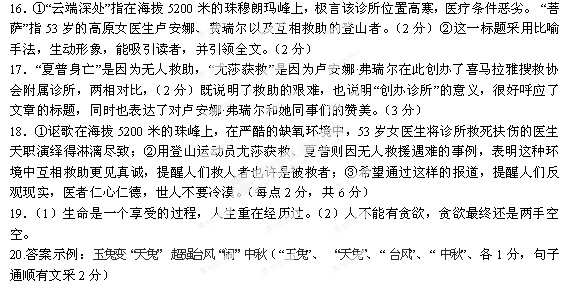 16.①“云端深处”指在海拔 5200 米的珠穆朗玛峰上，极言该诊所位置高寒，医疗条件恶劣。“菩
萨”指 53 岁的高原女医生卢安娜、费瑞尔以及互相救助的登山者。（2 分）②这一标题采用比喻
手法，生动形象，能吸引读者，并引领全文。（2 分）
17.“夏普身亡”是因为无人救助，“尤莎获救”是因为卢安娜·弗瑞尔在此创办了喜马拉雅搜救协
会附属诊所，两相对比，（2 分）既说明了救助的艰难，也说明“创办诊所”的意义，很好呼应了
文章的标题，同时也表达了对卢安娜·弗瑞尔和她同事们的赞美。（3 分）
18.①讴歌在海拔 5200 米的珠峰上，在严酷的缺氧环境中，53 岁女医生将诊所救死扶伤的医生
天职演绎得淋漓尽致；②用登山运动员尤莎获救、夏普则因无人救援遇难的事例，表明这种环
境中互相救助更见真诚，提醒人们救人者也许是被救者；③希望通过这样的报道，提醒人们反
观现实，医者仁心仁德，世人不要冷漠。（每点 2 分，共 6 分）
19.（1）生命是一个享受的过程，人生重在经历过。（2）人不能有贪欲，贪欲最终还是两手空
空。
20.答案示例：玉兔变“天兔” 超强台风“闹”中秋（“玉兔”、“天兔”、“台风”、“中秋”、各 1 分，句子
通顺有文采 2 分）